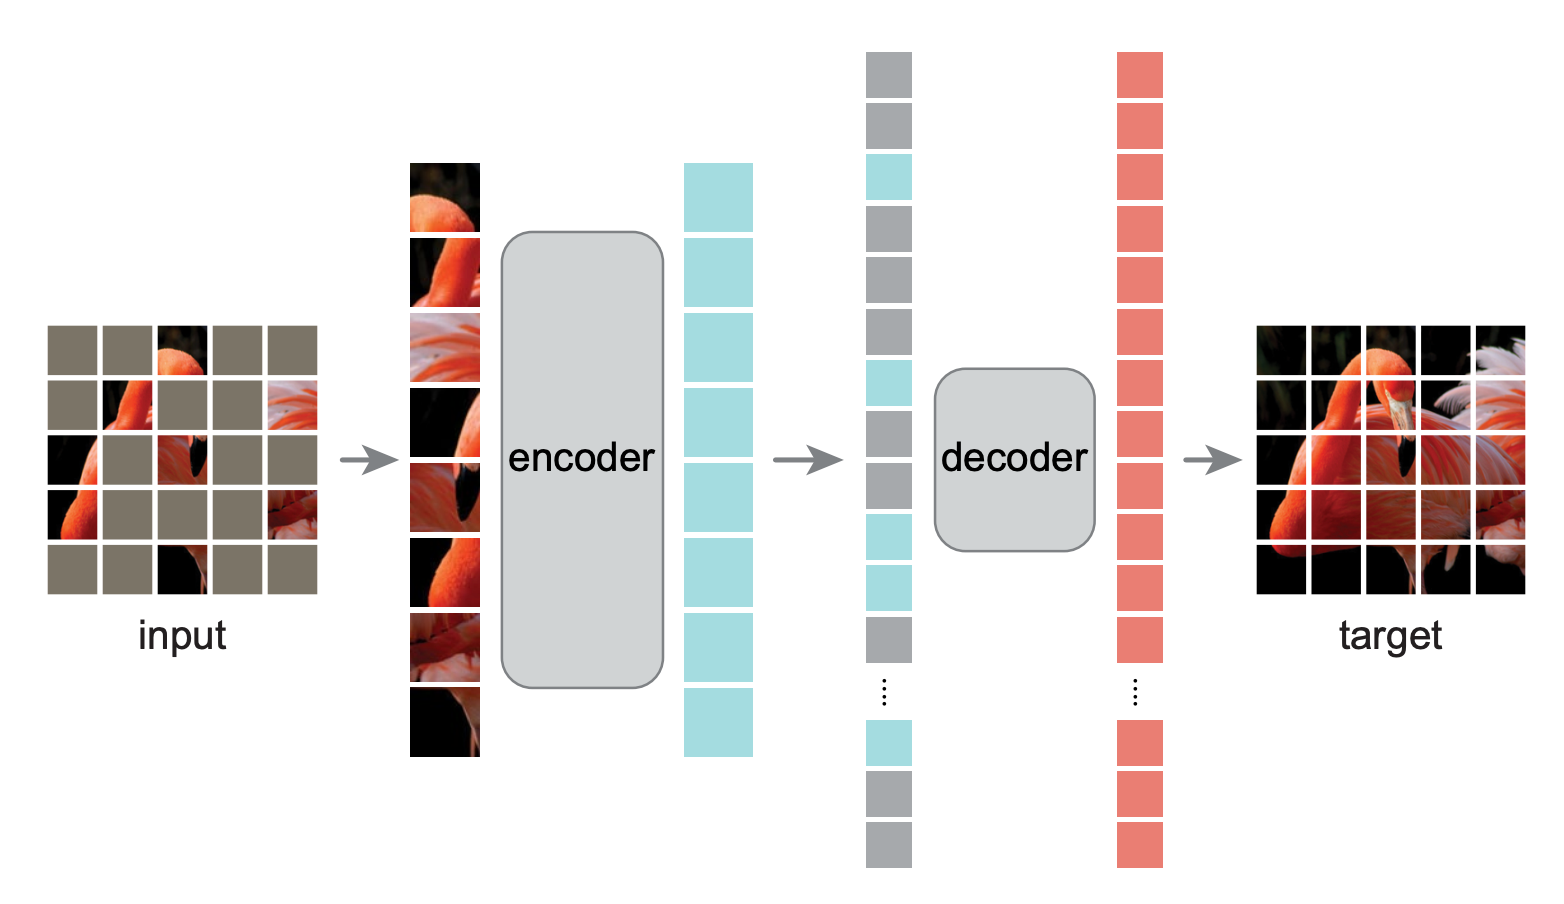 input
encoder
decoder
target